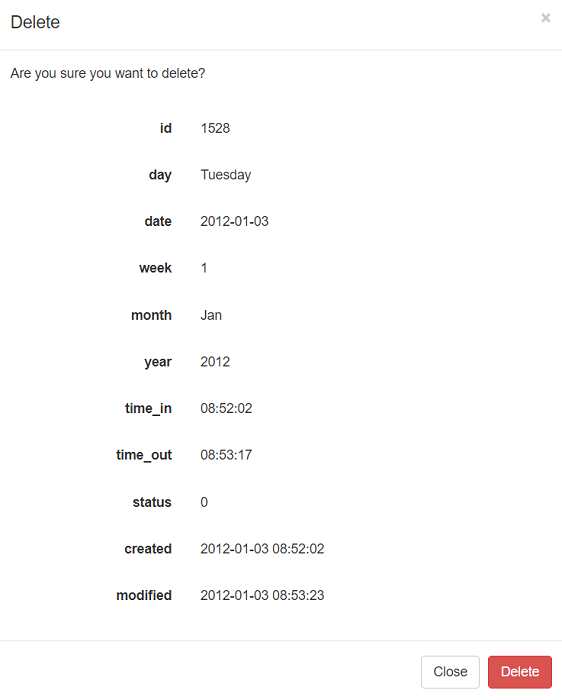 Delete ×
Are you sure you want to delete?
id 1528
day Tuesday
date 2012-01-03
week 1
month Jan
year 2012
time_in 08:52:02
time_out 08:53:17
status 0
created 2012-01-03 08:52:02
modified 2012-01-03 08:53:23
Close Delete